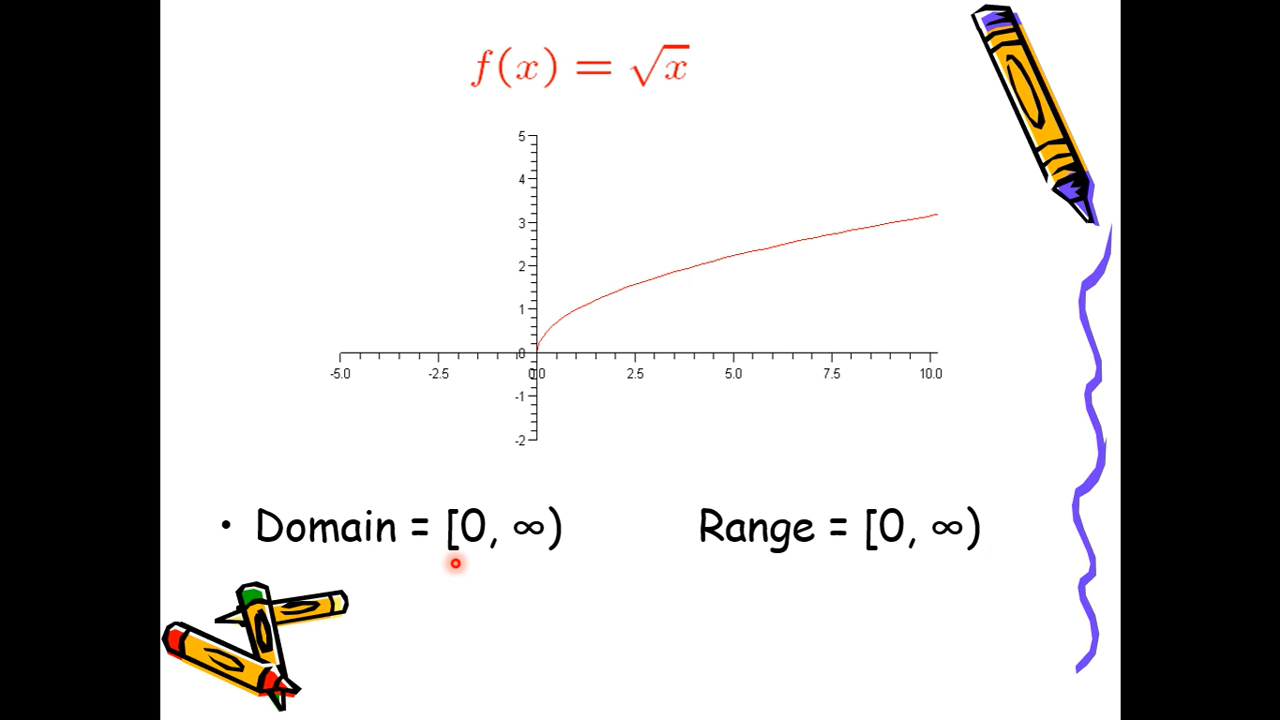 f(x) = √x
5
4
3
2
1
0
-5.0 -2.5 0.0 2.5 5.0 7.5 10.0
-1
-2
• Domain = [0, ∞) Range = [0, ∞)